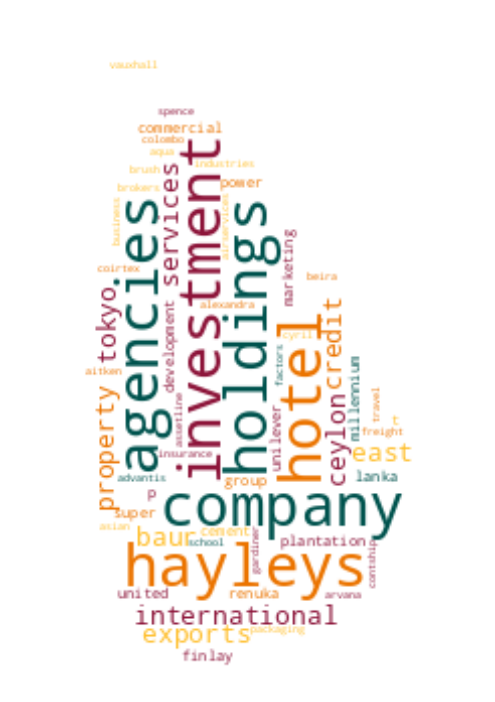 vauxhall
spence
commercial
colombo
aqua
industries
brush
power
brokers
services
investment
agencies
holdings
business
airservices
marketing
coirtex
beira
tokyo
development
alexandra
hotel
credit
cyril
factors
aitken
property
assetline
millennium
ceylon
unilever
travel
t
freight
insurance
east
advantis
group
lanka
p
company
super
asian
baur
cement
school
gardiner
plantation
contship
hayleys
united
renuka
arvana
international
exports
packaging
finlay